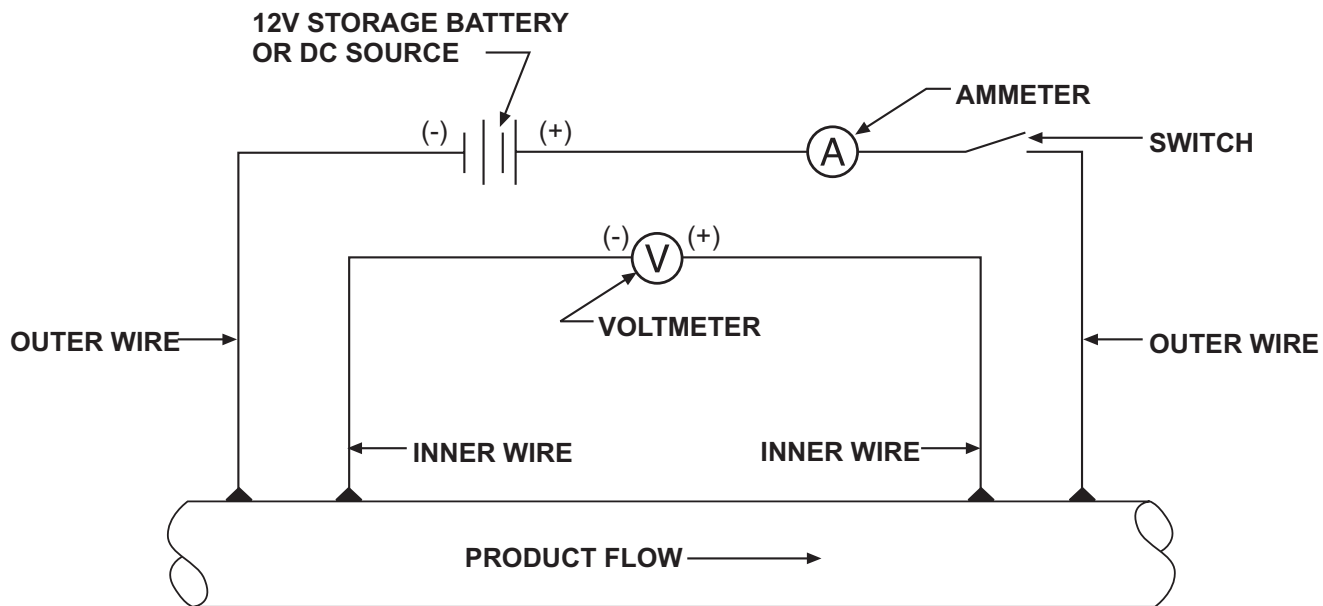 12V STORAGE BATTERY
OR DC SOURCE
AMMETER
(-)
(+)
A
SWITCH
(-)
V
(+)
VOLTMETER
OUTER WIRE
OUTER WIRE
INNER WIRE
INNER WIRE
PRODUCT FLOW